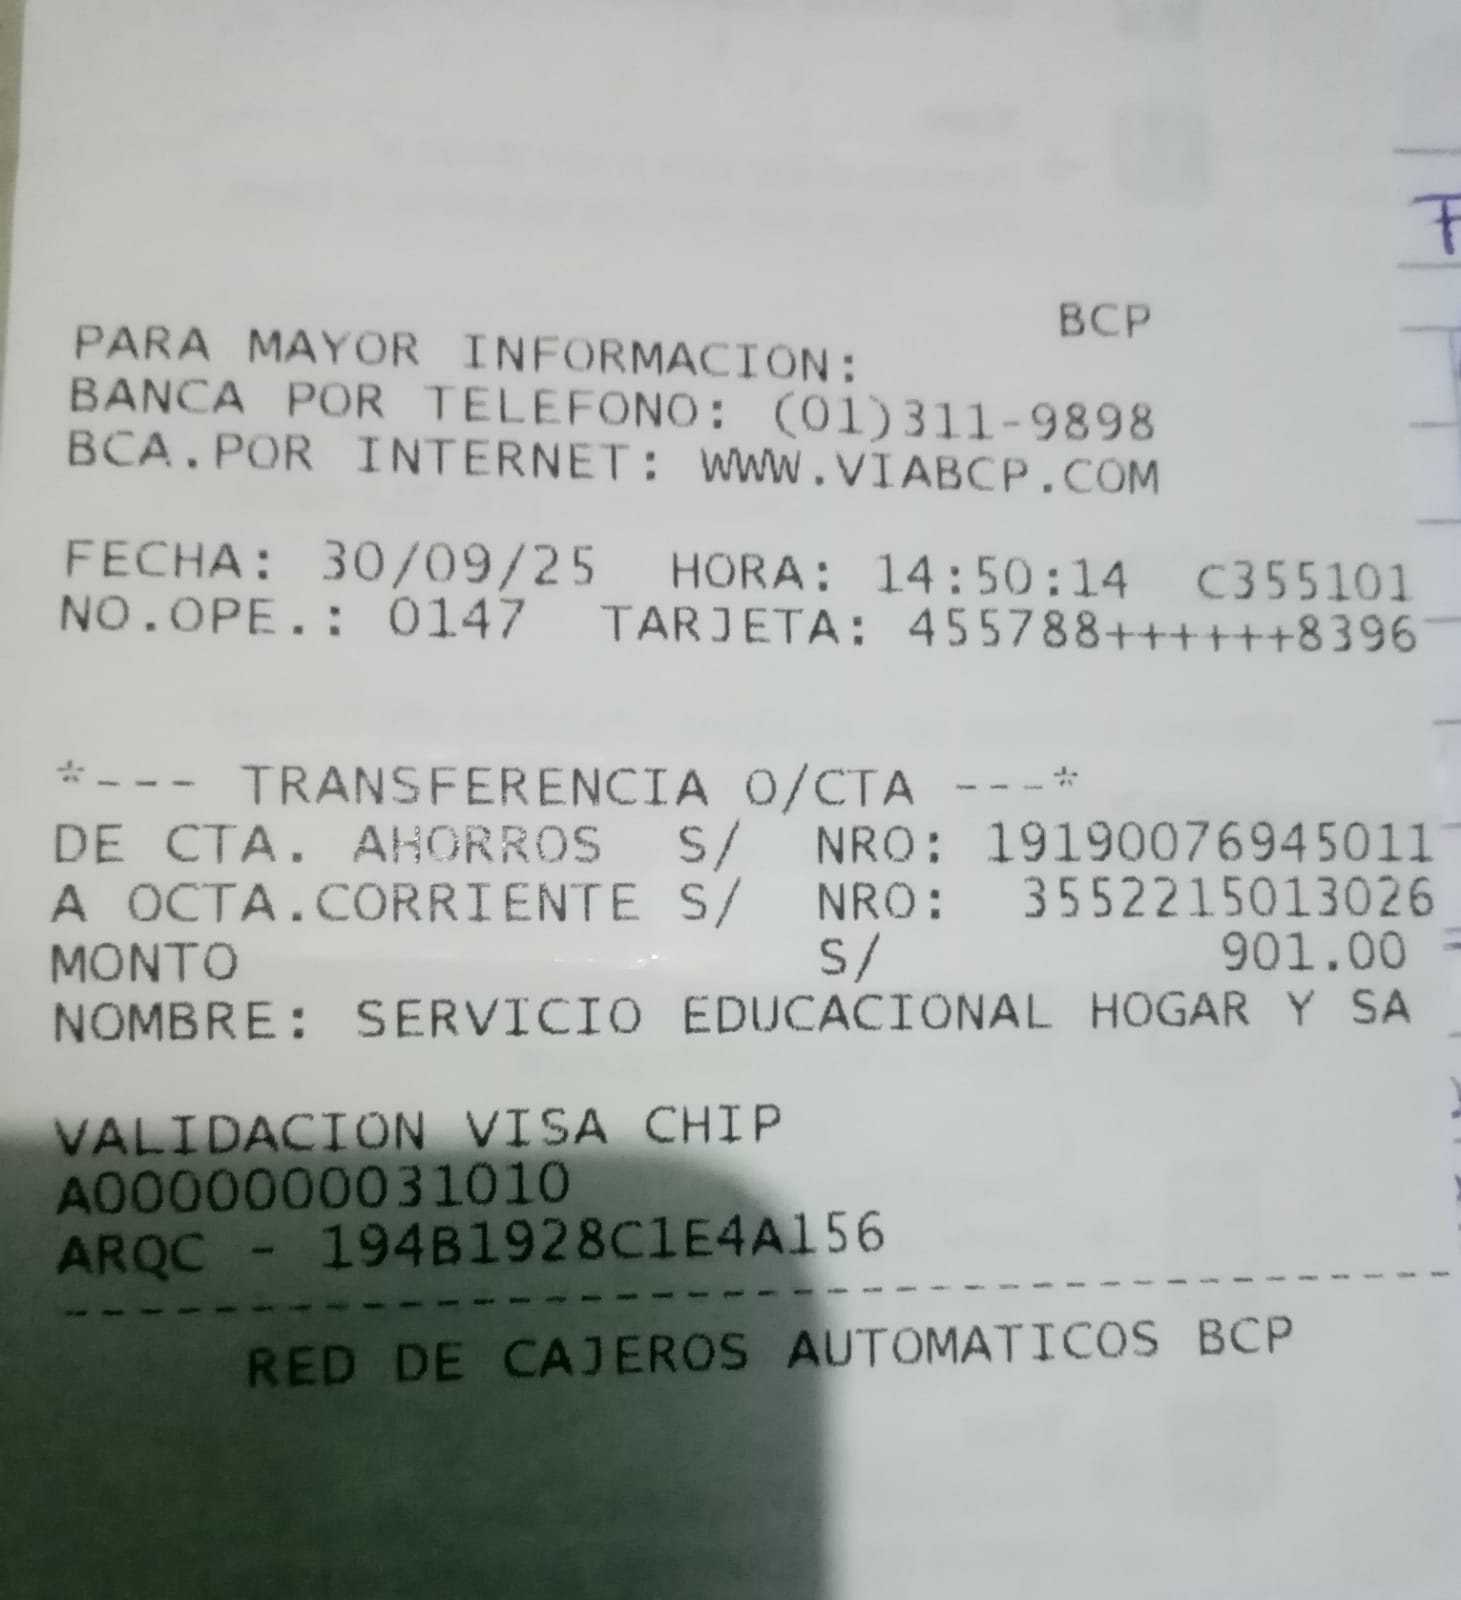 BCP
PARA MAYOR INFORMACION:
BANCA POR TELEFONO: (01)311-9898
BCA.POR INTERNET: WWW.VIABCP.COM
FECHA: 30/09/25 HORA: 14:50:14 C355101
NO.OPE.: 0147 TARJETA: 455788++++++8396
*--- TRANSFERENCIA O/CTA ---*
DE CTA. AHORROS S/ NRO: 19190076945011
A OCTA.CORRIENTE S/ NRO: 3552215013026
MONTO S/ 901.00
NOMBRE: SERVICIO EDUCACIONAL HOGAR Y SA
VALIDACION VISA CHIP
A0000000031010
ARQC - 194B1928C1E4A156
--------------------------------------
RED DE CAJEROS AUTOMATICOS BCP